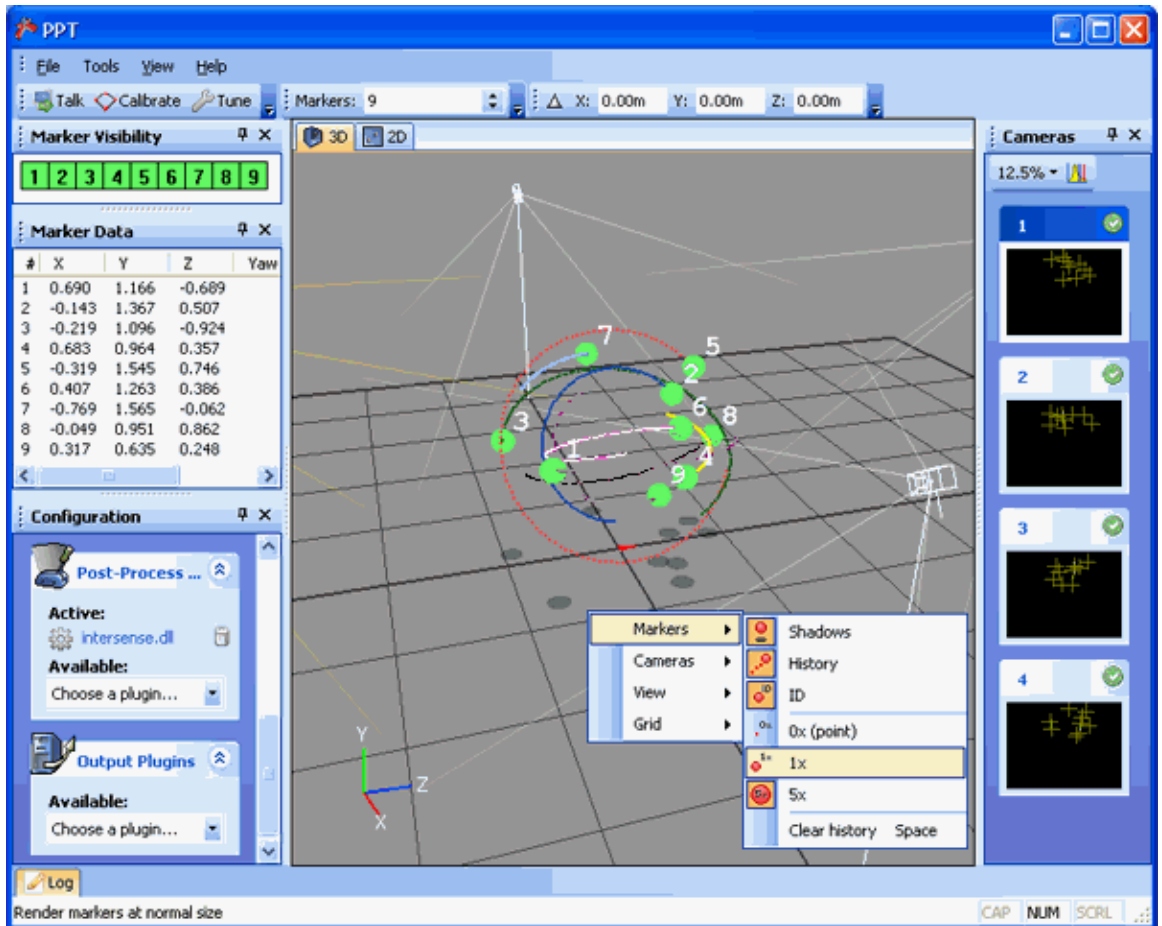 PPT
File Tools View Help
Talk Calibrate Tune Markers: 9 Δ X: 0.00m Y: 0.00m Z: 0.00m
Marker Visibility
1 2 3 4 5 6 7 8 9
Marker Data
# X Y Z Yaw
1 0.690 1.166 -0.689
2 -0.143 1.367 0.507
3 -0.219 1.096 -0.924
4 0.683 0.964 0.357
5 -0.319 1.545 0.746
6 0.407 1.263 0.386
7 -0.769 1.565 -0.062
8 -0.049 0.951 0.862
9 0.317 0.635 0.248
Configuration
Post-Process ...
Active:
intersense.dll
Available:
Choose a plugin...
Output Plugins
Available:
Choose a plugin...
3D 2D
7
5
2
6
3
8
1
4
9
Y
Z
X
Markers
Cameras
View
Grid
Shadows
History
ID
0x (point)
1x
5x
Clear history Space
Cameras
12.5%
1
2
3
4
Log
Render markers at normal size
CAP NUM SCRL